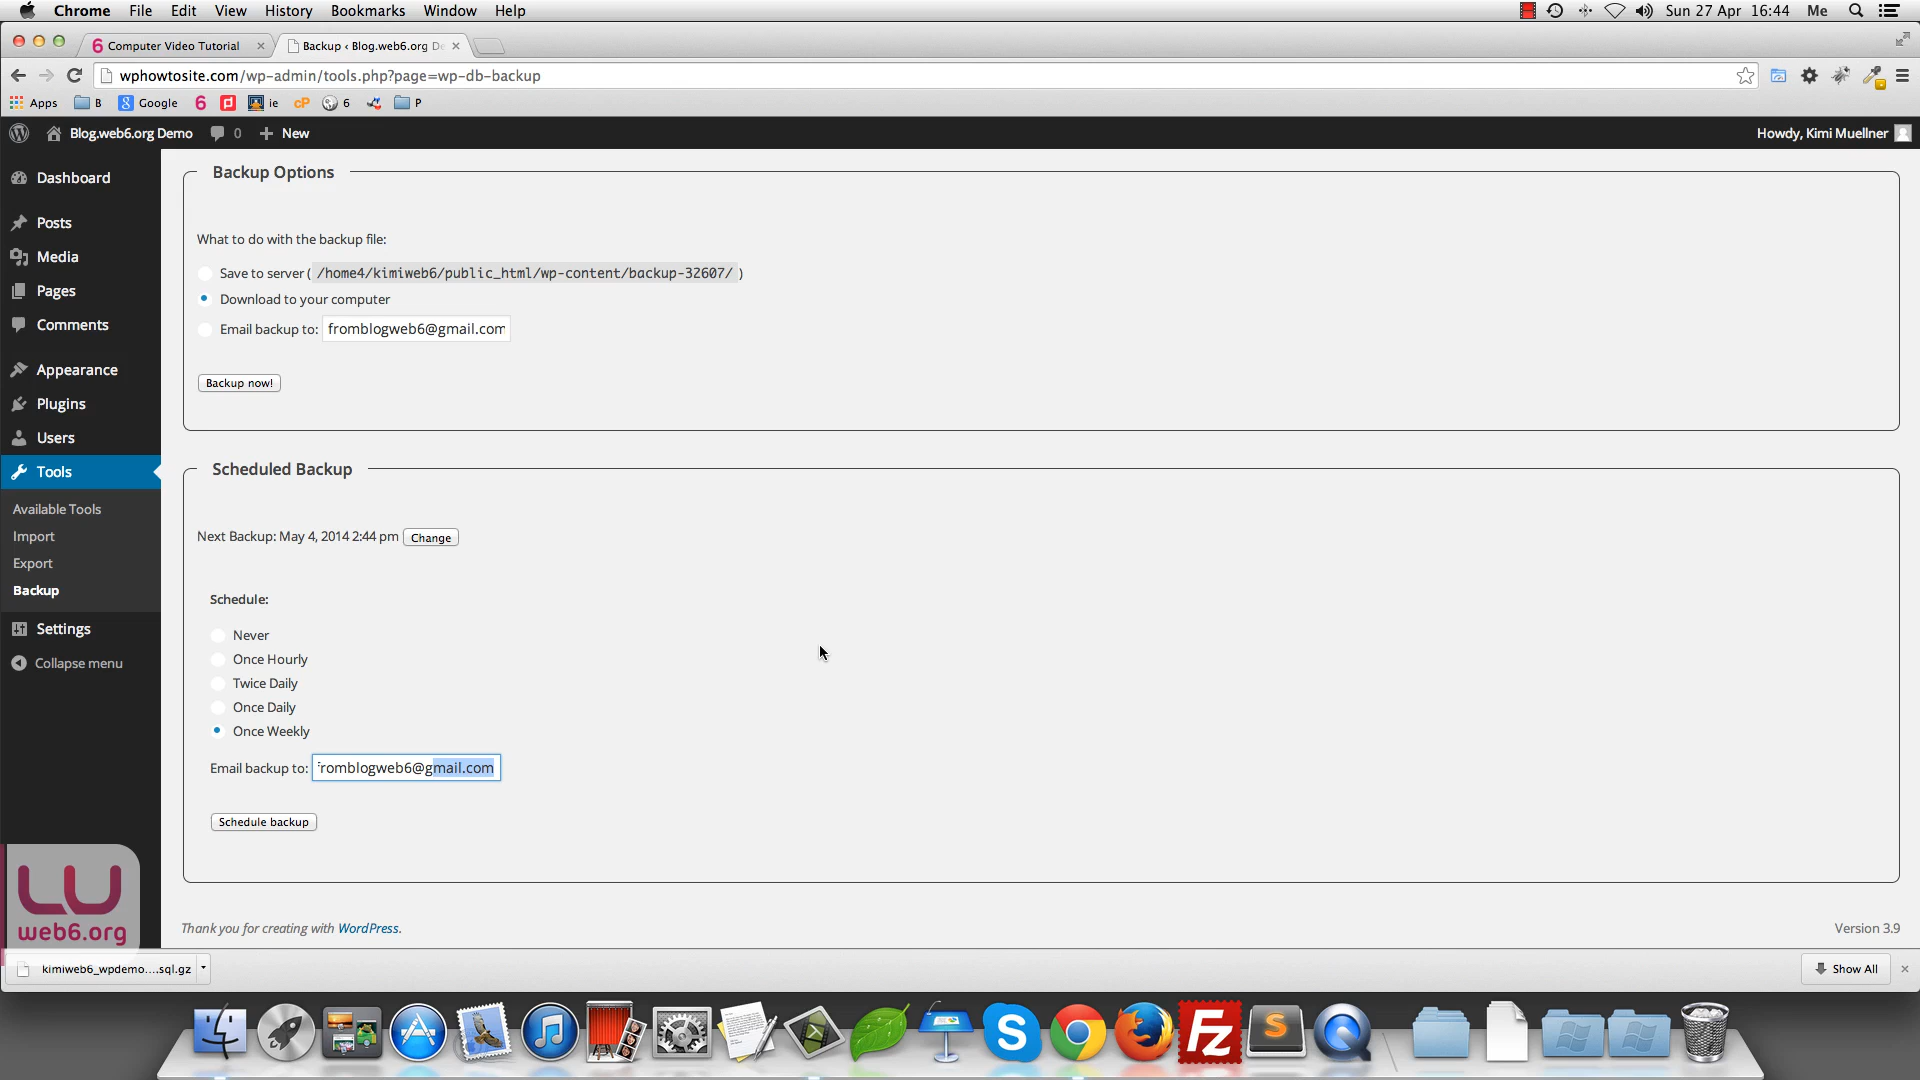 Chrome File Edit View History Bookmarks Window Help Sun 27 Apr 16:44 Me
6 Computer Video Tutorial × Backup ‹ Blog.web6.org De ×
wphowtosite.com/wp-admin/tools.php?page=wp-db-backup
Apps B Google 6 ie cP 6 P
Blog.web6.org Demo 0 + New Howdy, Kimi Muellner
Dashboard
Posts
Media
Pages
Comments
Appearance
Plugins
Users
Tools
Available Tools
Import
Export
Backup
Settings
Collapse menu
Backup Options
What to do with the backup file:
Save to server ( /home4/kimiweb6/public_html/wp-content/backup-32607/ )
Download to your computer
Email backup to: fromblogweb6@gmail.com
Backup now!
Scheduled Backup
Next Backup: May 4, 2014 2:44 pm Change
Schedule:
Never
Once Hourly
Twice Daily
Once Daily
Once Weekly
Email backup to: fromblogweb6@gmail.com
Schedule backup
Thank you for creating with WordPress. Version 3.9
web6.org
kimiweb6_wpdemo....sql.gz Show All ×
S Fz S